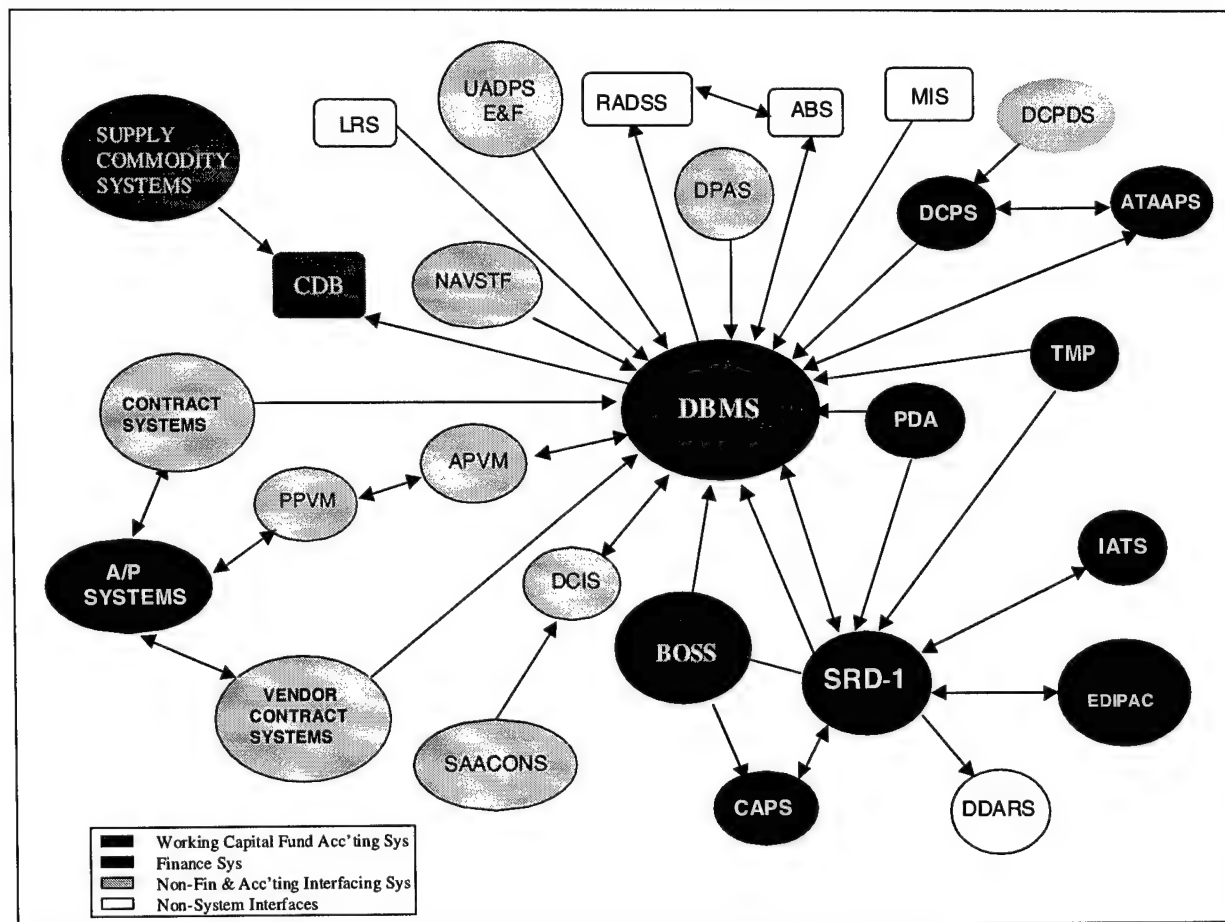 UADPS
E&F
RADSS
ABS
MIS
DCPDS
LRS
SUPPLY
COMMODITY
SYSTEMS
DPAS
DCPS
ATAAPS
CDB
NAVSTF
TMP
DBMS
PDA
CONTRACT
SYSTEMS
APVM
PPVM
IATS
A/P
SYSTEMS
DCIS
BOSS
SRD-1
EDIPAC
VENDOR
CONTRACT
SYSTEMS
SAACONS
CAPS
DDARS
Working Capital Fund Acc'ting Sys
Finance Sys
Non-Fin & Acc'ting Interfacing Sys
Non-System Interfaces